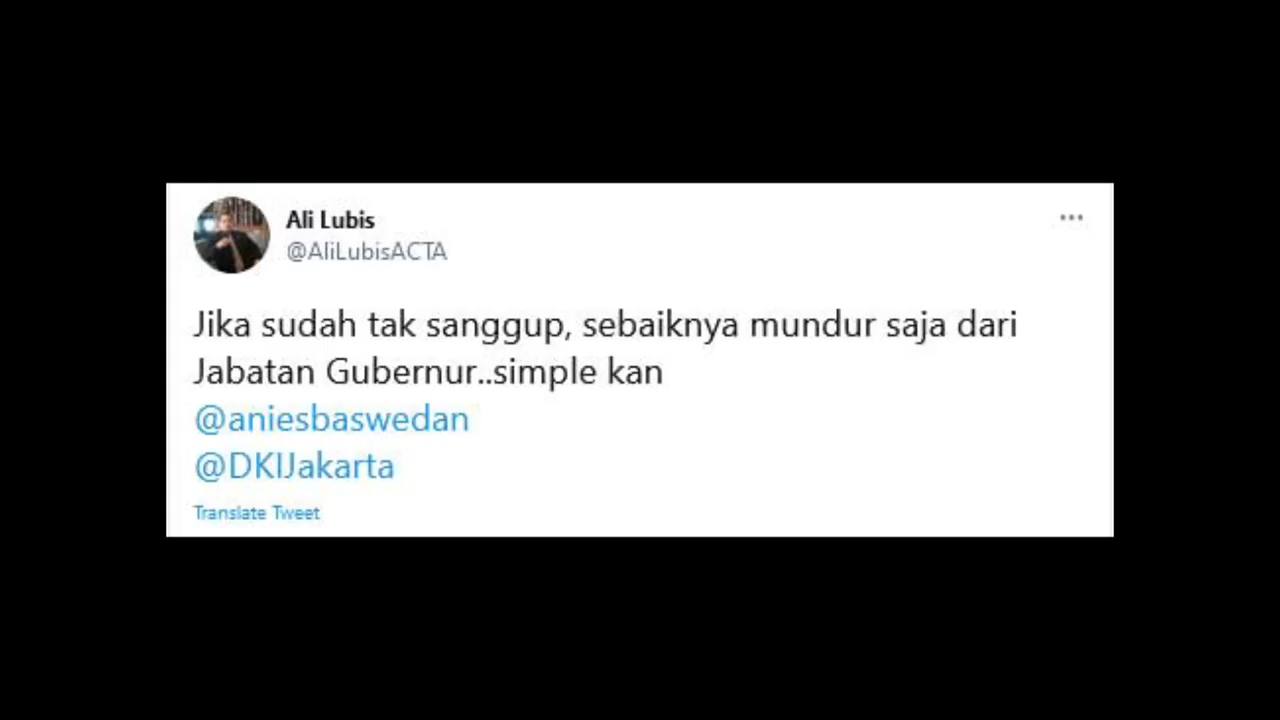 Ali Lubis
@AliLubisACTA
Jika sudah tak sanggup, sebaiknya mundur saja dari
Jabatan Gubernur..simple kan
@aniesbaswedan
@DKIJakarta
Translate Tweet